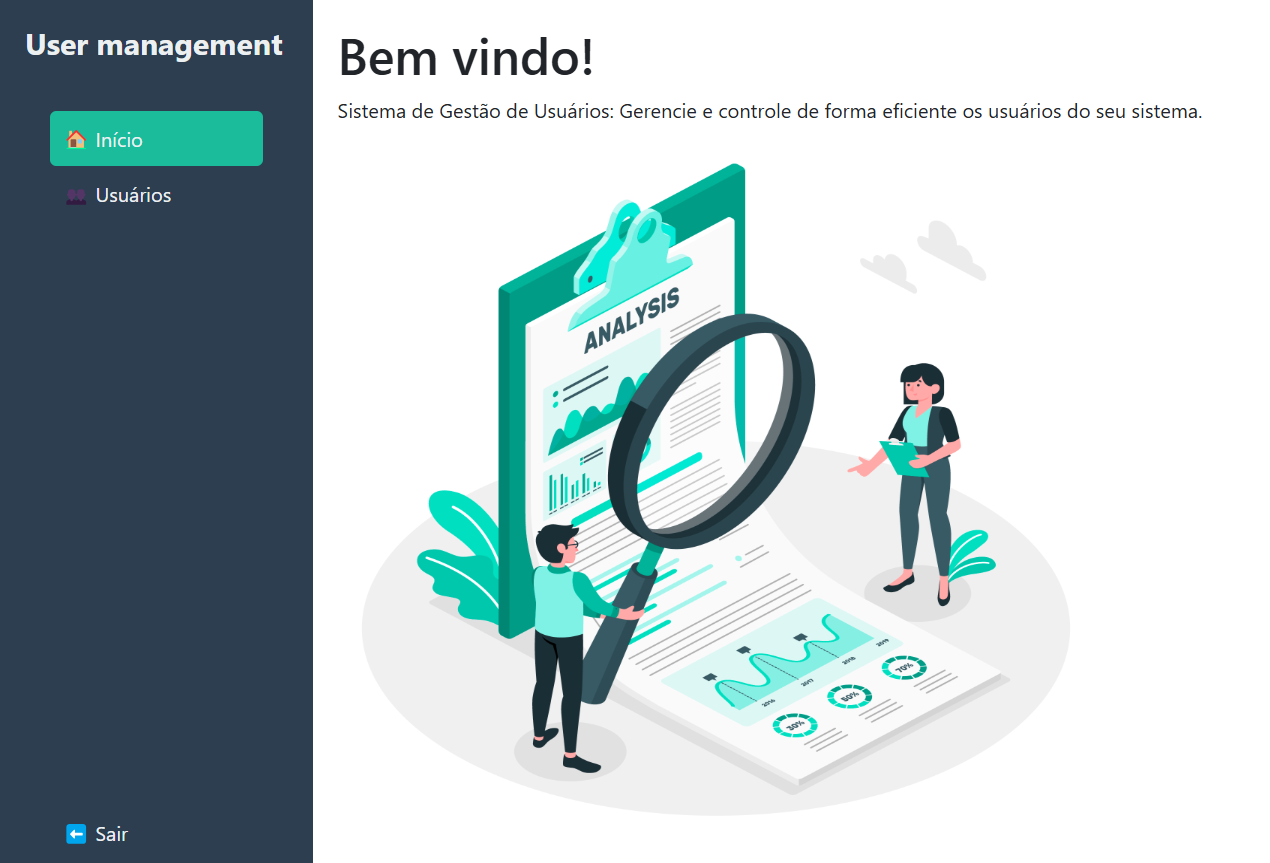 User management
Início
Usuários
Sair
Bem vindo!
Sistema de Gestão de Usuários: Gerencie e controle de forma eficiente os usuários do seu sistema.
ANALYSIS
2016
2017
2018
2019
30%
50%
70%